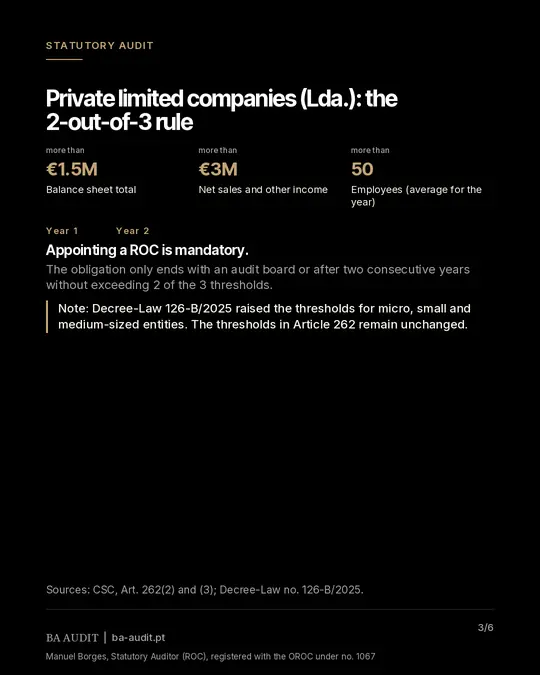 STATUTORY AUDIT
Private limited companies (Lda.): the
2-out-of-3 rule
more than
€1.5M
Balance sheet total
more than
€3M
Net sales and other income
more than
50
Employees (average for the
year)
Year 1 Year 2
Appointing a ROC is mandatory.
The obligation only ends with an audit board or after two consecutive years
without exceeding 2 of the 3 thresholds.
Note: Decree-Law 126-B/2025 raised the thresholds for micro, small and
medium-sized entities. The thresholds in Article 262 remain unchanged.
Sources: CSC, Art. 262(2) and (3); Decree-Law no. 126-B/2025.
3/6
BA AUDIT | ba-audit.pt
Manuel Borges, Statutory Auditor (ROC), registered with the OROC under no. 1067